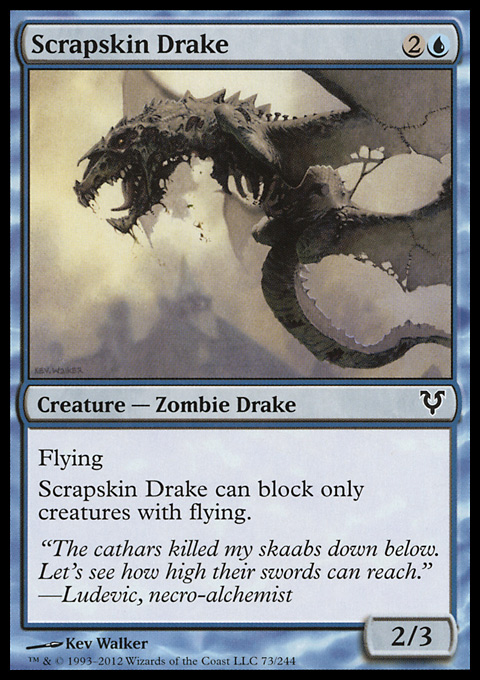 Scrapskin Drake 2
Creature — Zombie Drake
Flying
Scrapskin Drake can block only
creatures with flying.
“The cathars killed my skaabs down below.
Let’s see how high their swords can reach.”
—Ludevic, necro-alchemist
2/3
Kev Walker
™ & © 1993–2012 Wizards of the Coast LLC 73/244